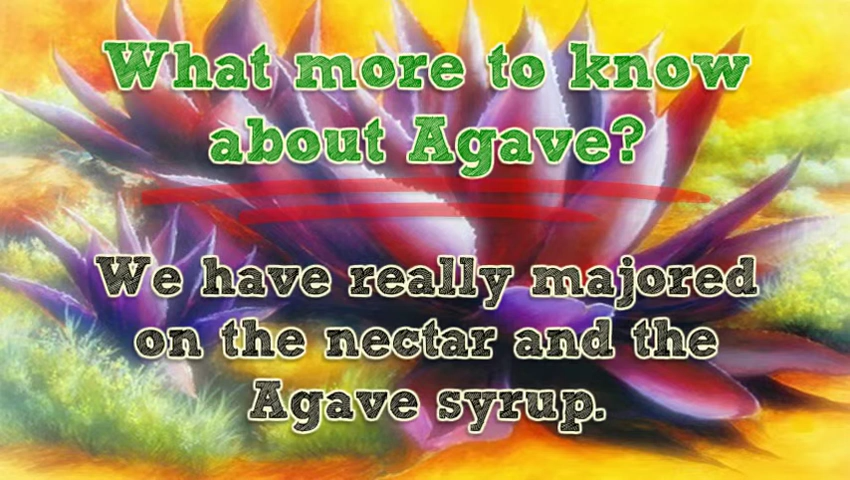 What more to know
about Agave?
We have really majored
on the nectar and the
Agave syrup.